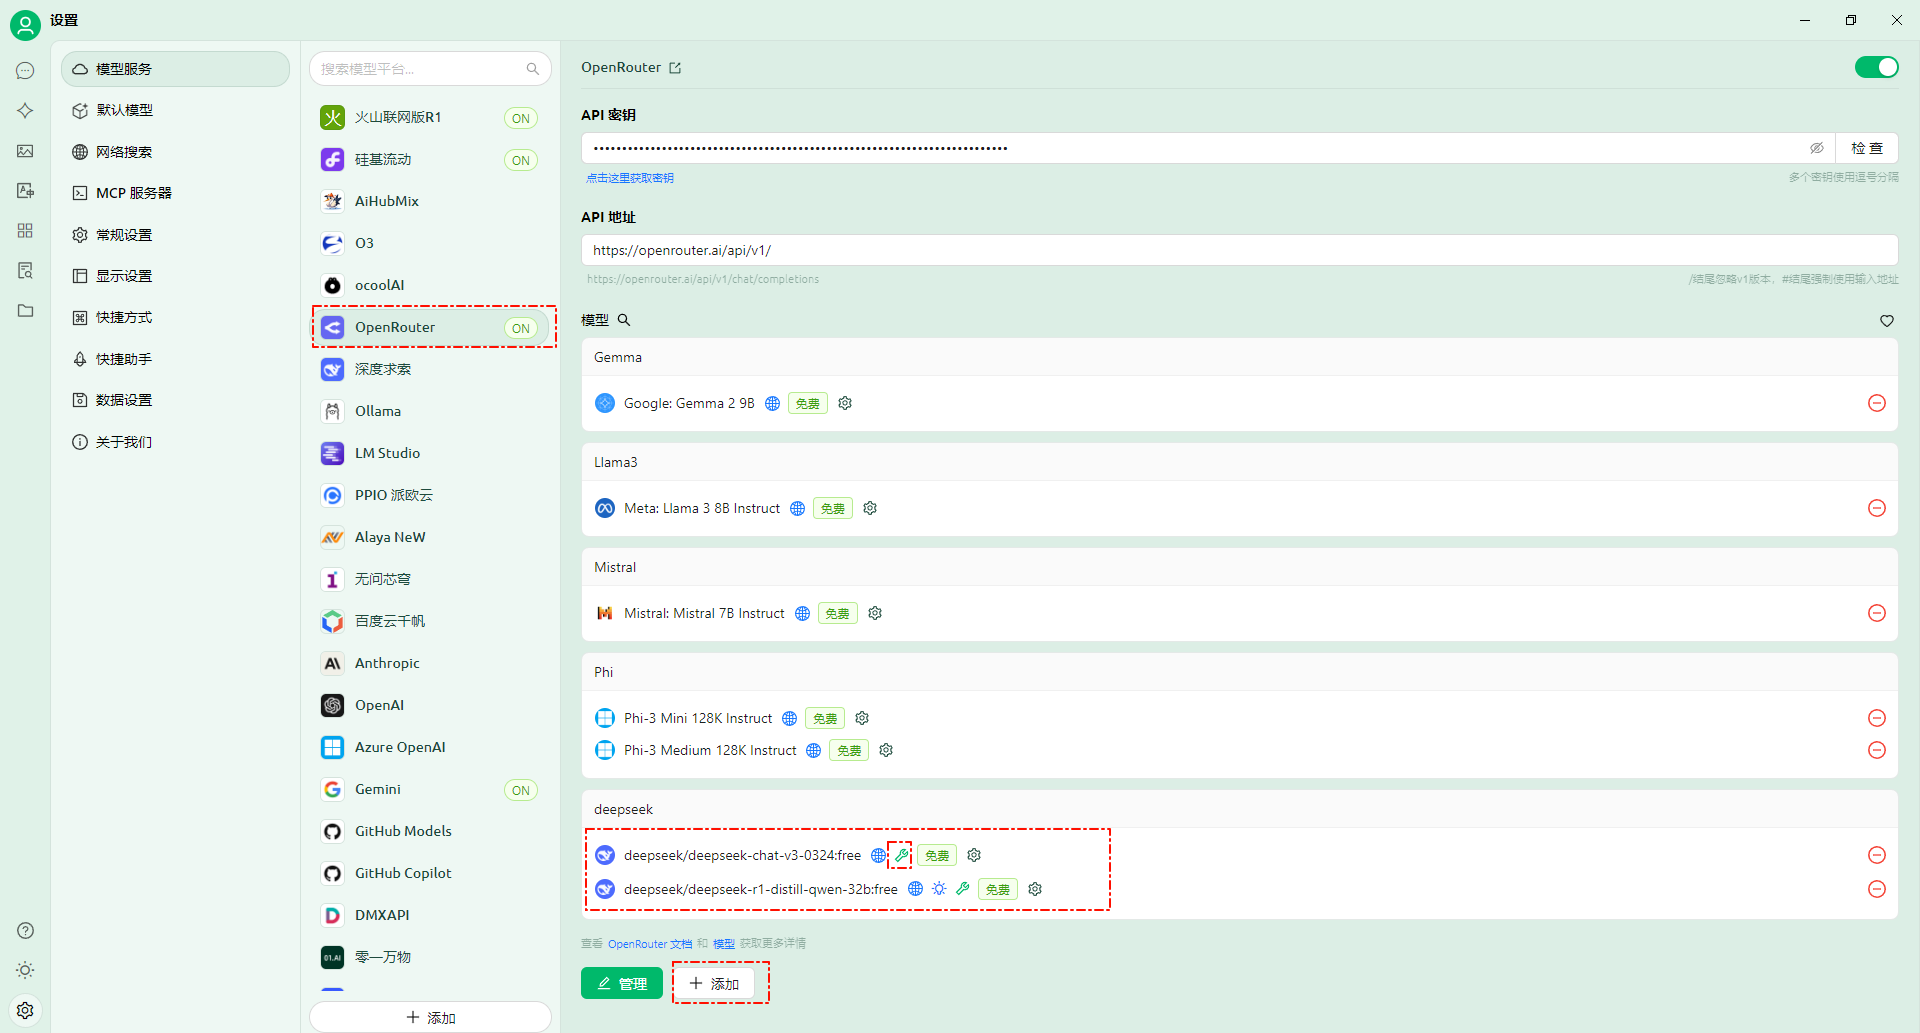 设置
模型服务
默认模型
网络搜索
MCP 服务器
常规设置
显示设置
快捷方式
快捷助手
数据设置
关于我们
搜索模型平台...
火
火山联网版R1
ON
硅基流动
ON
AiHubMix
O3
ocoolAI
OpenRouter
ON
深度求索
Ollama
LM Studio
PPIO 派欧云
Alaya NeW
无问芯穹
百度云千帆
Anthropic
OpenAI
Azure OpenAI
Gemini
ON
GitHub Models
GitHub Copilot
DMXAPI
01.AI
零一万物
添加
OpenRouter
API 密钥
检 查
点击这里获取密钥
多个密钥使用逗号分隔
API 地址
https://openrouter.ai/api/v1/
https://openrouter.ai/api/v1/chat/completions
/结尾忽略v1版本，#结尾强制使用输入地址
模型
Gemma
Google: Gemma 2 9B
免费
Llama3
Meta: Llama 3 8B Instruct
免费
Mistral
Mistral: Mistral 7B Instruct
免费
Phi
Phi-3 Mini 128K Instruct
免费
Phi-3 Medium 128K Instruct
免费
deepseek
deepseek/deepseek-chat-v3-0324:free
免费
deepseek/deepseek-r1-distill-qwen-32b:free
免费
查看 OpenRouter 文档 和 模型 获取更多详情
管理
添加